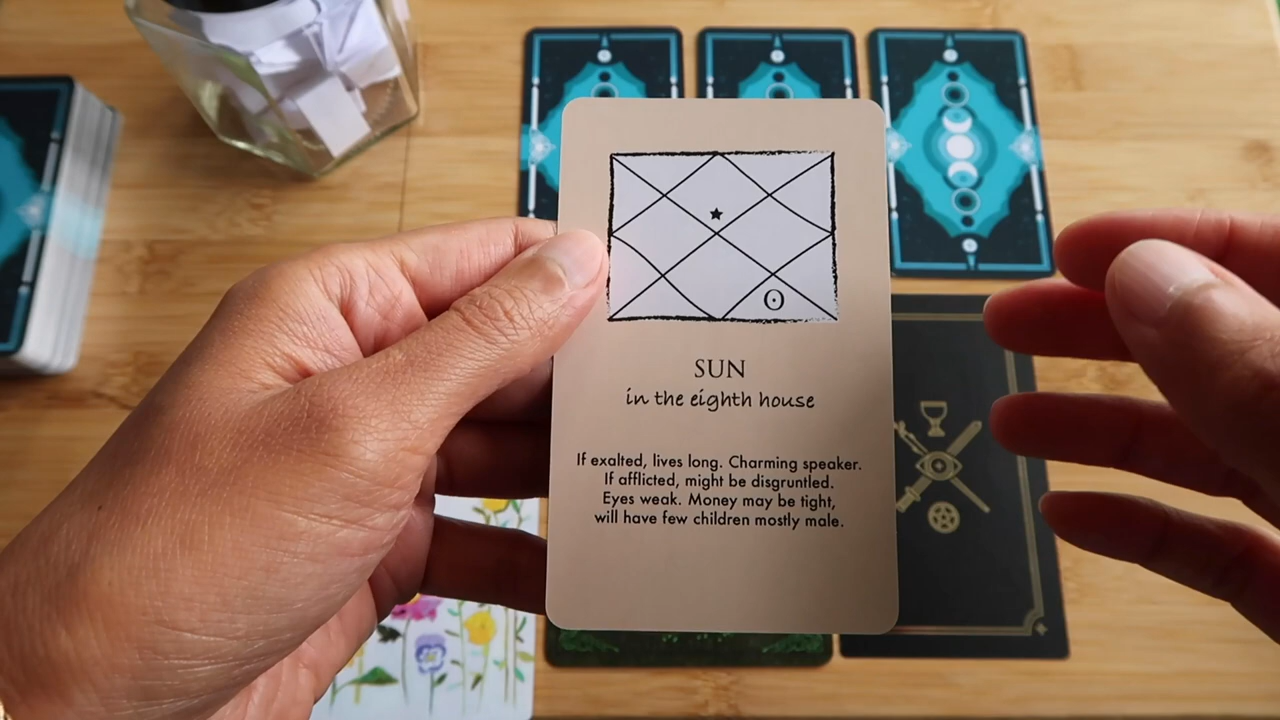 SUN
in the eighth house
If exalted, lives long. Charming speaker.
If afflicted, might be disgruntled.
Eyes weak. Money may be tight,
will have few children mostly male.